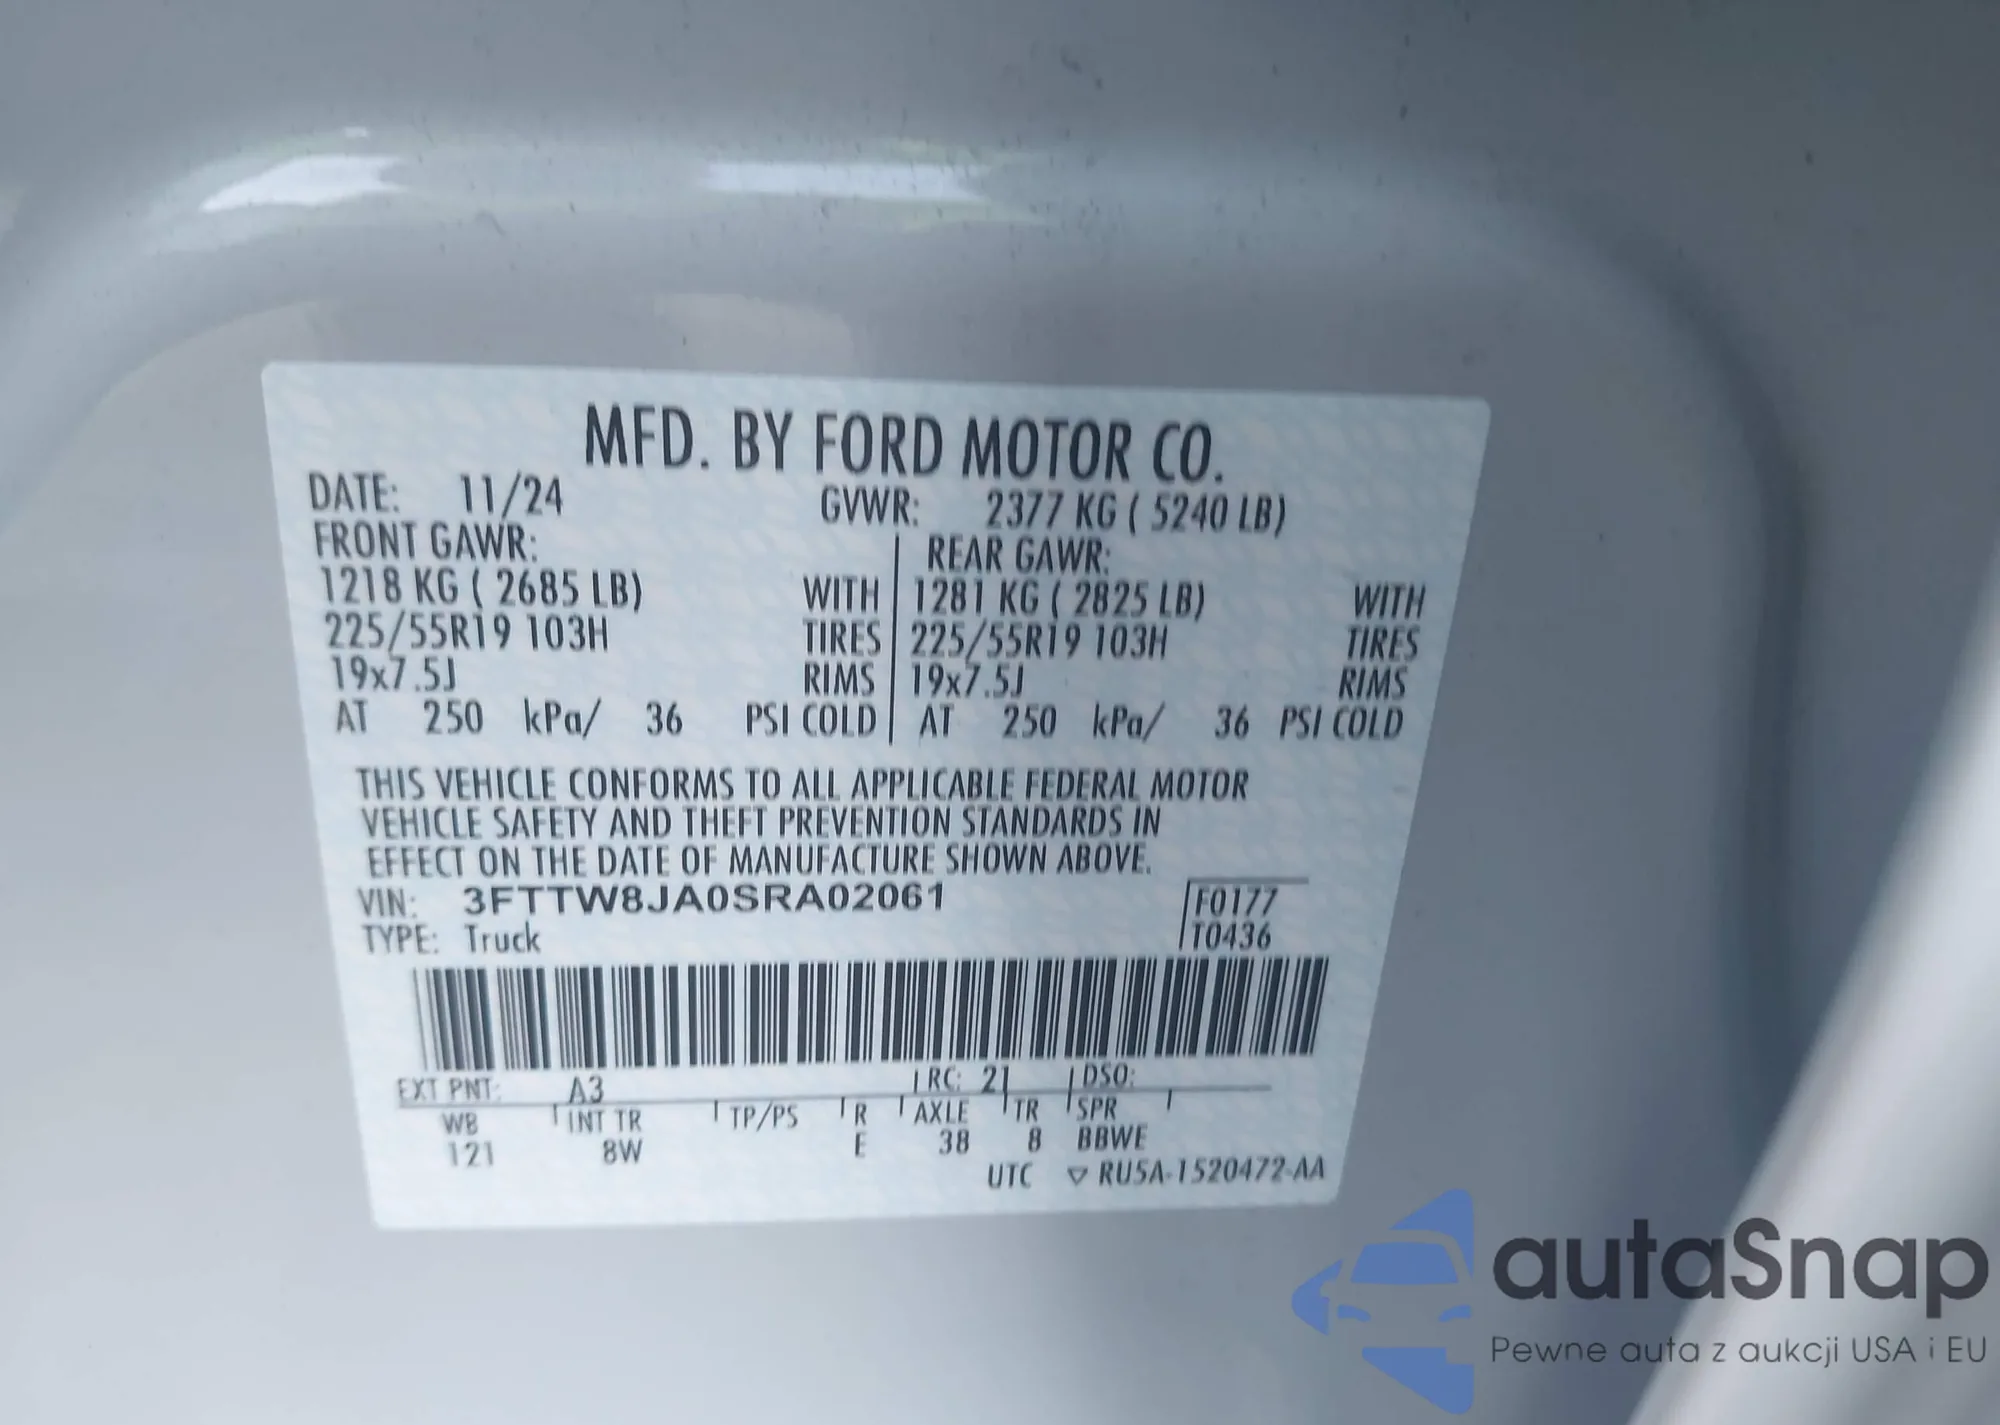 MFD. BY FORD MOTOR CO.
DATE: 11/24 GVWR: 2377 KG ( 5240 LB)
FRONT GAWR: REAR GAWR:
1218 KG ( 2685 LB) WITH 1281 KG ( 2825 LB) WITH
225/55R19 103H TIRES 225/55R19 103H TIRES
19x7.5J RIMS 19x7.5J RIMS
AT 250 kPa/ 36 PSI COLD AT 250 kPa/ 36 PSI COLD
THIS VEHICLE CONFORMS TO ALL APPLICABLE FEDERAL MOTOR
VEHICLE SAFETY AND THEFT PREVENTION STANDARDS IN
EFFECT ON THE DATE OF MANUFACTURE SHOWN ABOVE.
VIN: 3FTTW8JA0SRA02061 F0177
TYPE: Truck T0436
EXT PNT: A3 RC: 21 DSO:
WB INT TR TP/PS R AXLE TR SPR
121 8W E 38 8 BBWE
UTC ▽ RU5A-1520472-AA
autaSnap
Pewne auta z aukcji USA i EU